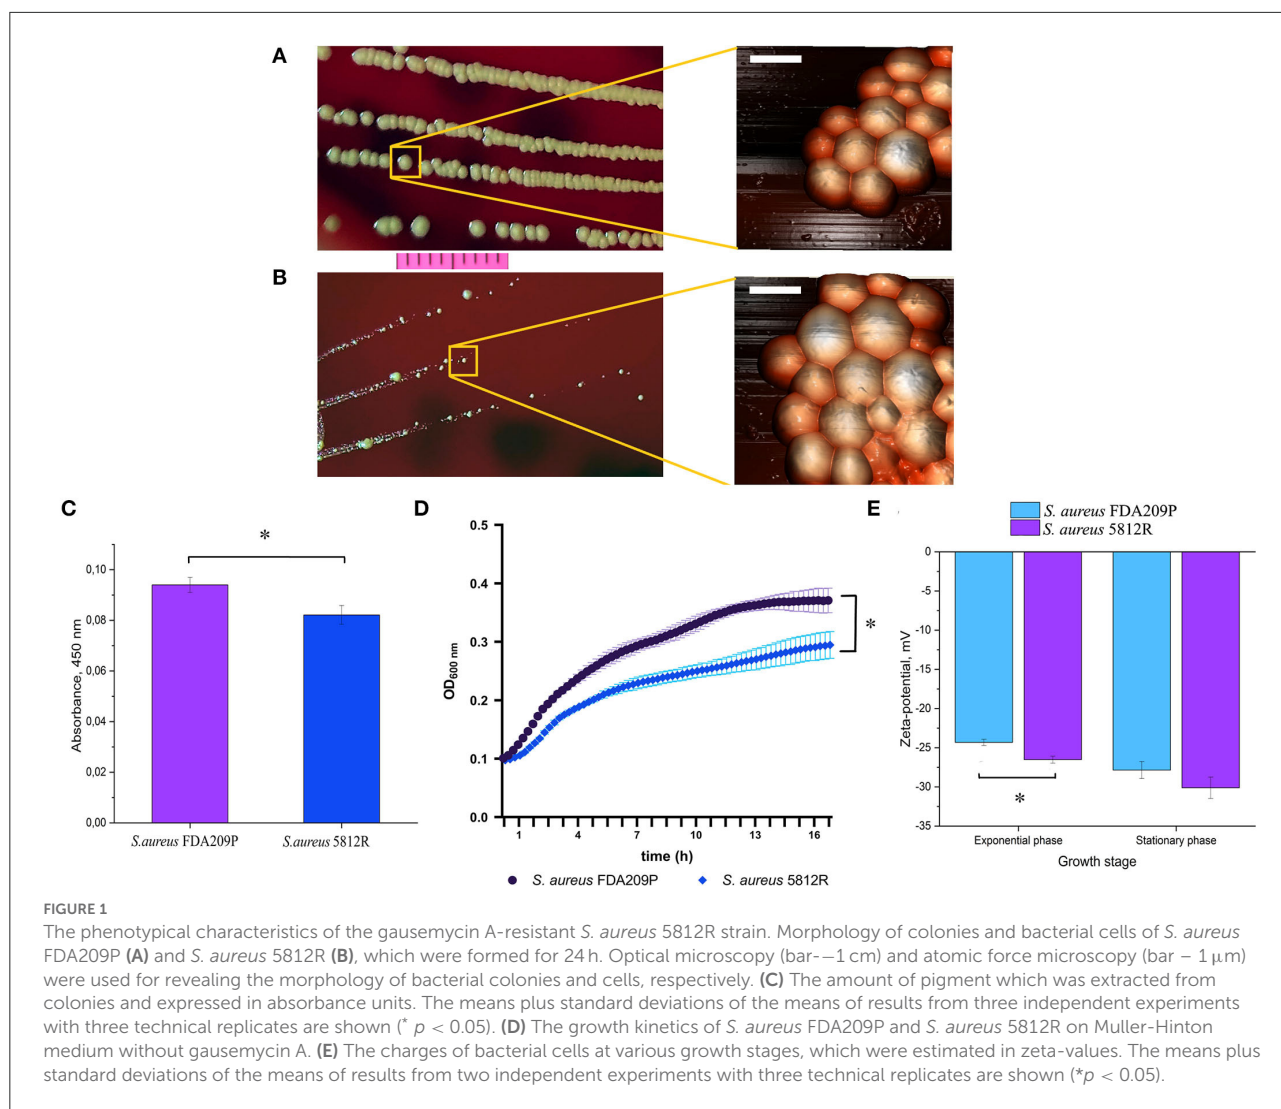 A
B
C
D
E
S. aureus FDA209P
S. aureus 5812R
*
0,10
0,08
0,06
0,04
0,02
0,00
Absorbance, 450 nm
S.aureus FDA209P
S.aureus 5812R
0.5
0.4
0.3
0.2
0.1
0.0
OD600 nm
*
1
4
7
10
13
16
time (h)
S. aureus FDA209P
S. aureus 5812R
0
-5
-10
-15
-20
-25
-30
-35
Zeta-potential, mV
*
Exponential phase
Stationary phase
Growth stage
FIGURE 1
The phenotypical characteristics of the gausemycin A-resistant S. aureus 5812R strain. Morphology of colonies and bacterial cells of S. aureus
FDA209P (A) and S. aureus 5812R (B), which were formed for 24 h. Optical microscopy (bar-–1 cm) and atomic force microscopy (bar – 1 μm)
were used for revealing the morphology of bacterial colonies and cells, respectively. (C) The amount of pigment which was extracted from
colonies and expressed in absorbance units. The means plus standard deviations of the means of results from three independent experiments
with three technical replicates are shown (* p < 0.05). (D) The growth kinetics of S. aureus FDA209P and S. aureus 5812R on Muller-Hinton
medium without gausemycin A. (E) The charges of bacterial cells at various growth stages, which were estimated in zeta-values. The means plus
standard deviations of the means of results from two independent experiments with three technical replicates are shown (*p < 0.05).